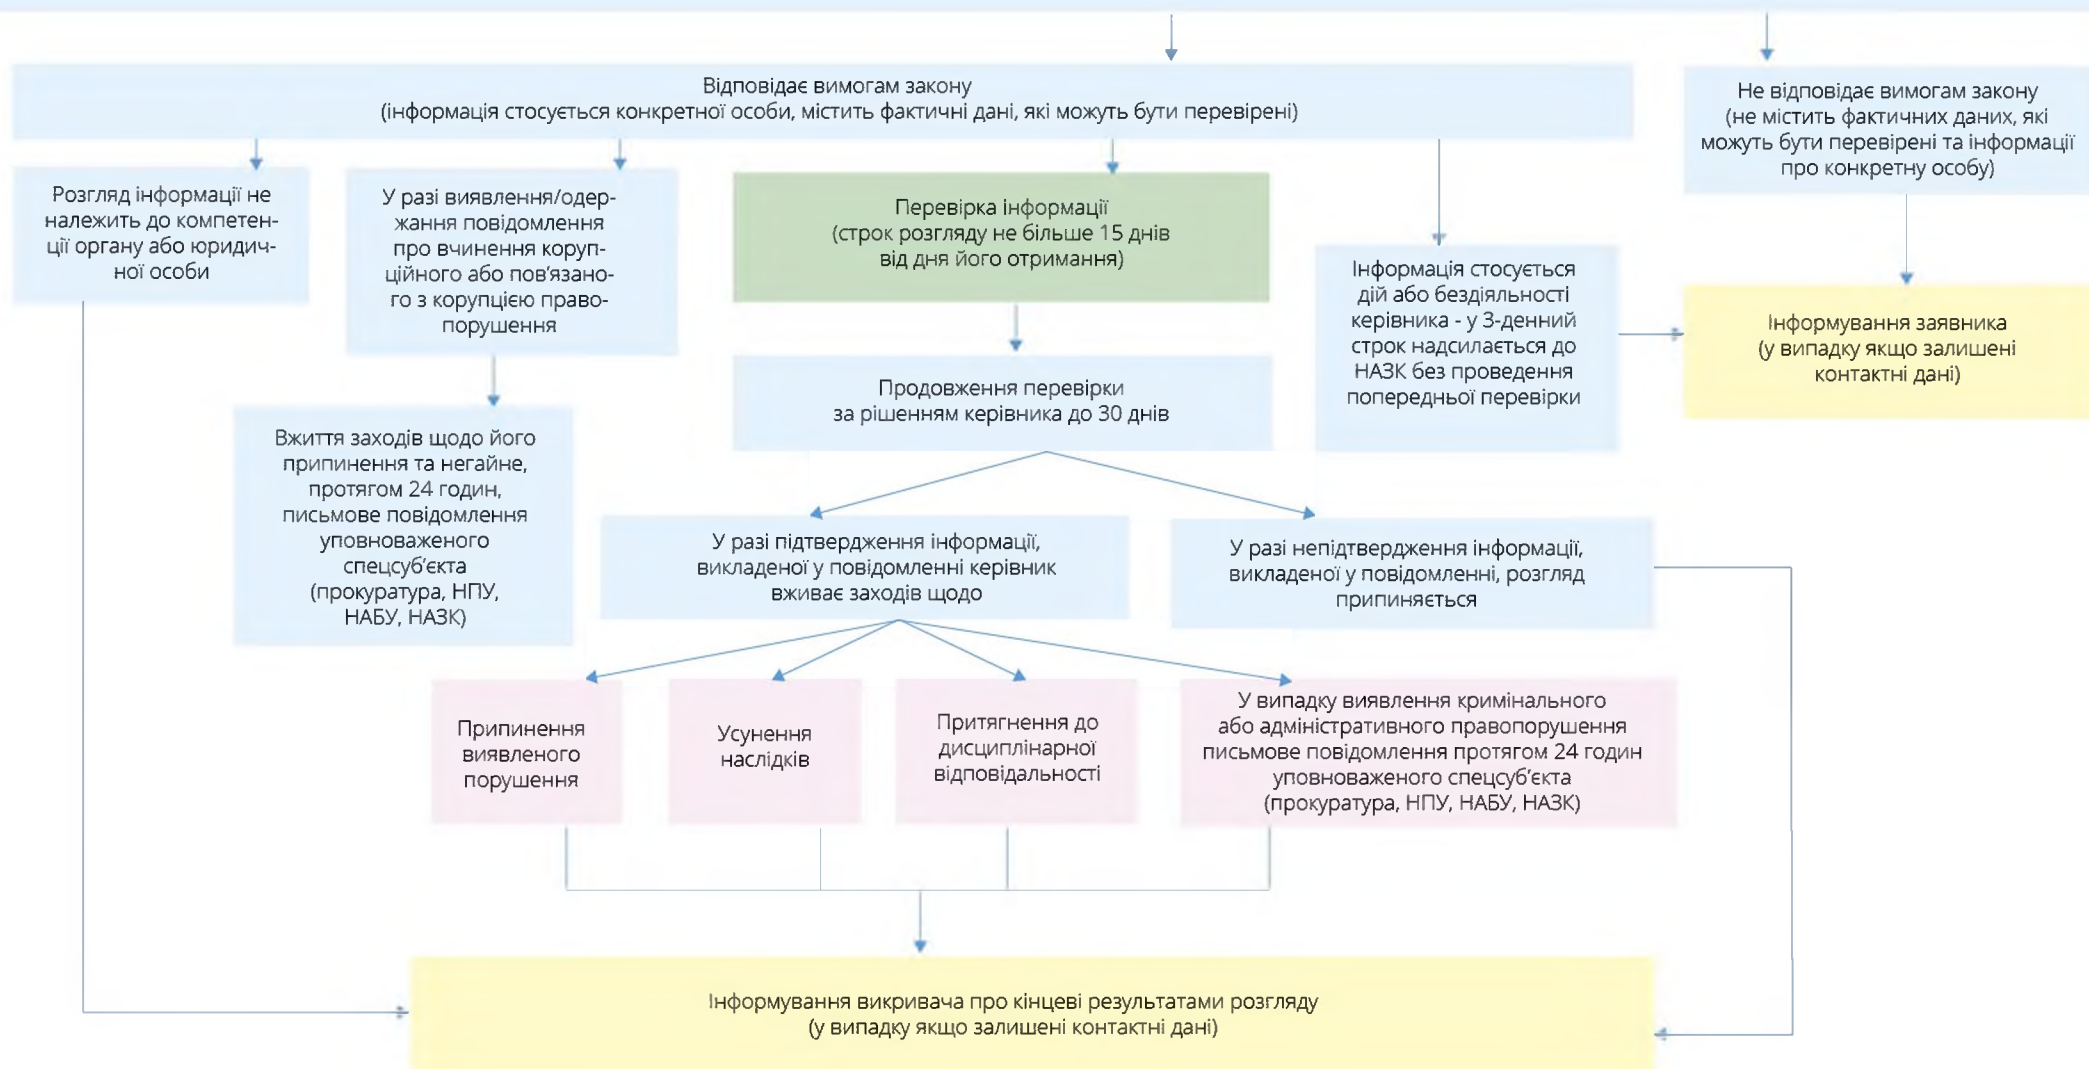 Відповідає вимогам закону
(інформація стосується конкретної особи, містить фактичні дані, які можуть бути перевірені)
Не відповідає вимогам закону
(не містить фактичних даних, які
можуть бути перевірені та інформації
про конкретну особу)
Розгляд інформації не
належить до компетен-
ції органу або юридич-
ної особи
У разі виявлення/одер-
жання повідомлення
про вчинення коруп-
ційного або пов'язано-
го з корупцією право-
порушення
Перевірка інформації
(строк розгляду не більше 15 днів
від дня його отримання)
Інформація стосується
дій або бездіяльності
керівника - у 3-денний
строк надсилається до
НАЗК без проведення
попередньої перевірки
Інформування заявника
(у випадку якщо залишені
контактні дані)
Продовження перевірки
за рішенням керівника до 30 днів
Вжиття заходів щодо його
припинення та негайне,
протягом 24 годин,
письмове повідомлення
уповноваженого
спецсуб'єкта
(прокуратура, НПУ,
НАБУ, НАЗК)
У разі підтвердження інформації,
викладеної у повідомленні керівник
вживає заходів щодо
У разі непідтвердження інформації,
викладеної у повідомленні, розгляд
припиняється
Припинення
виявленого
порушення
Усунення
наслідків
Притягнення до
дисциплінарної
відповідальності
У випадку виявлення кримінального
або адміністративного правопорушення
письмове повідомлення протягом 24 годин
уповноваженого спецсуб'єкта
(прокуратура, НПУ, НАБУ, НАЗК)
Інформування викривача про кінцеві результатами розгляду
(у випадку якщо залишені контактні дані)